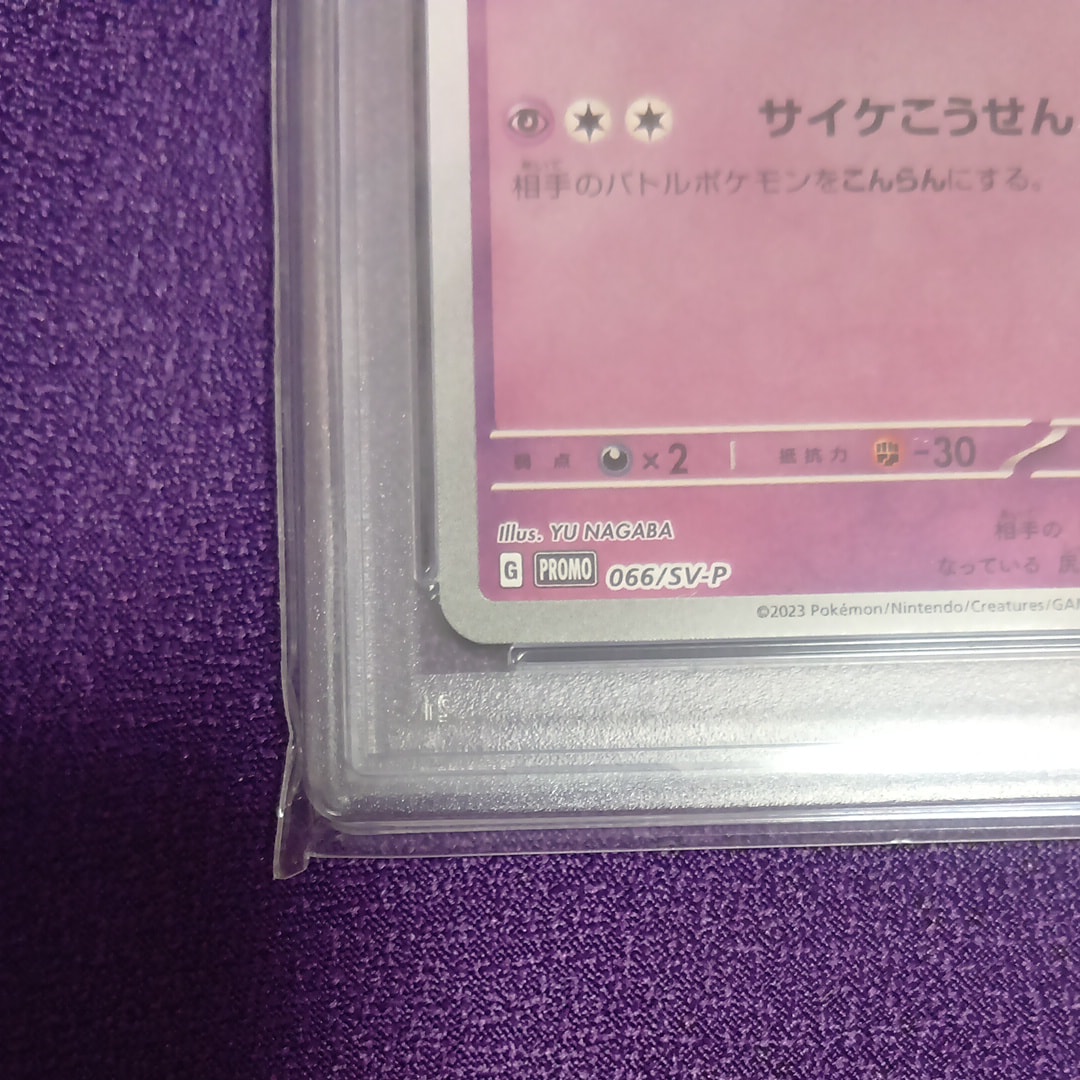 サイケこうせん
相手のバトルポケモンをこんらんにする。
弱点 ×2 抵抗力 -30
Illus. YU NAGABA
相手の
G PROMO 066/SV-P
なっている 尻
©2023 Pokémon/Nintendo/Creatures/GA